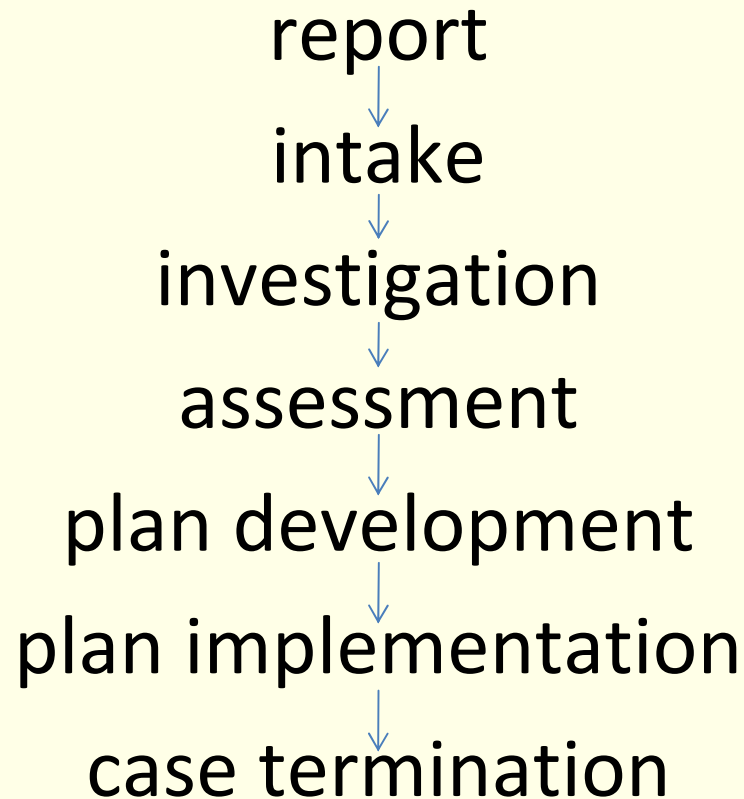 report
intake
investigation
assessment
plan development
plan implementation
case termination